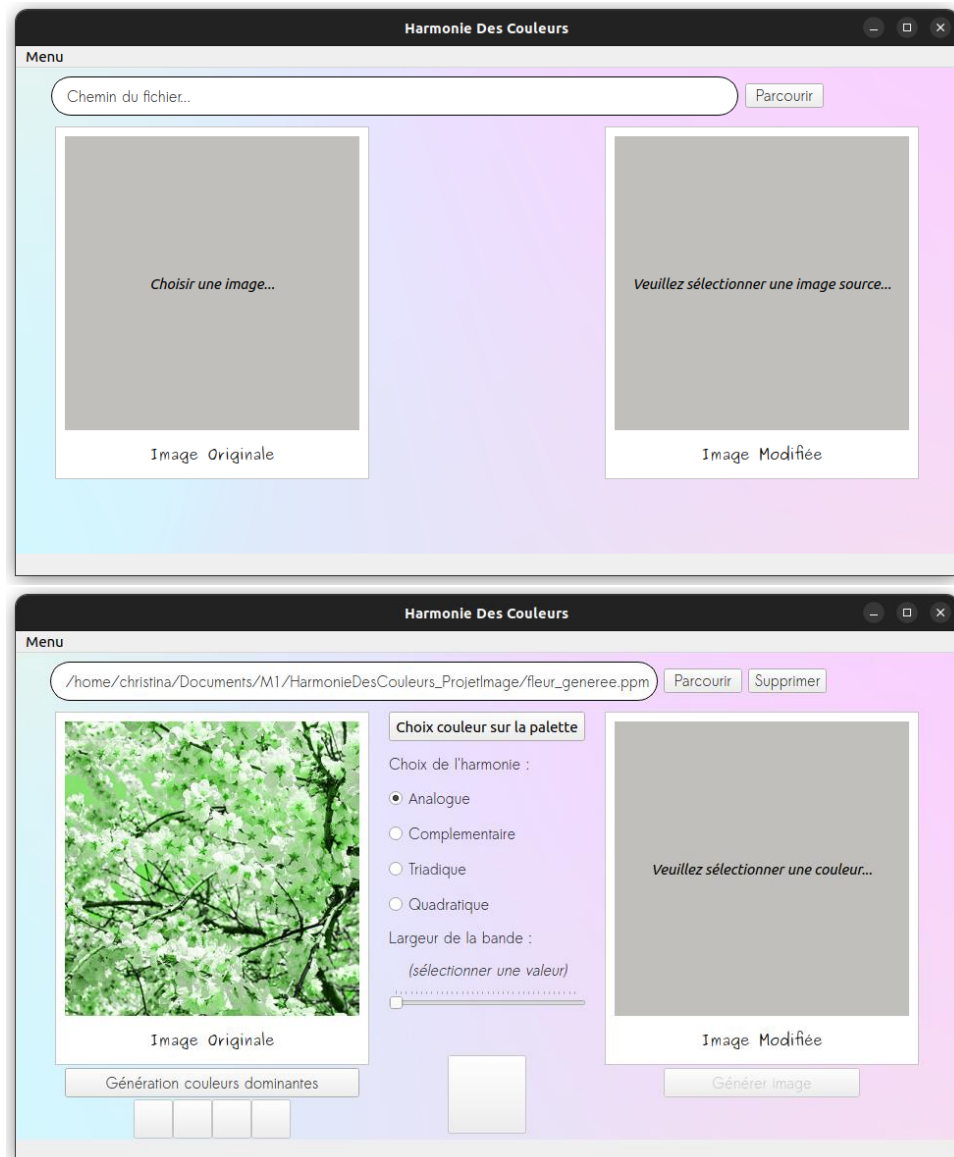 Harmonie Des Couleurs
Menu
Chemin du fichier...
Parcourir
Choisir une image...
Veuillez sélectionner une image source...
Image Originale
Image Modifiée
Harmonie Des Couleurs
Menu
/home/christina/Documents/M1/HarmonieDesCouleurs_ProjetImage/fleur_generee.ppm
Parcourir
Supprimer
Choix couleur sur la palette
Choix de l'harmonie :
Analogue
Complementaire
Triadique
Quadratique
Largeur de la bande :
(sélectionner une valeur)
Veuillez sélectionner une couleur...
Image Originale
Image Modifiée
Génération couleurs dominantes
Générer image